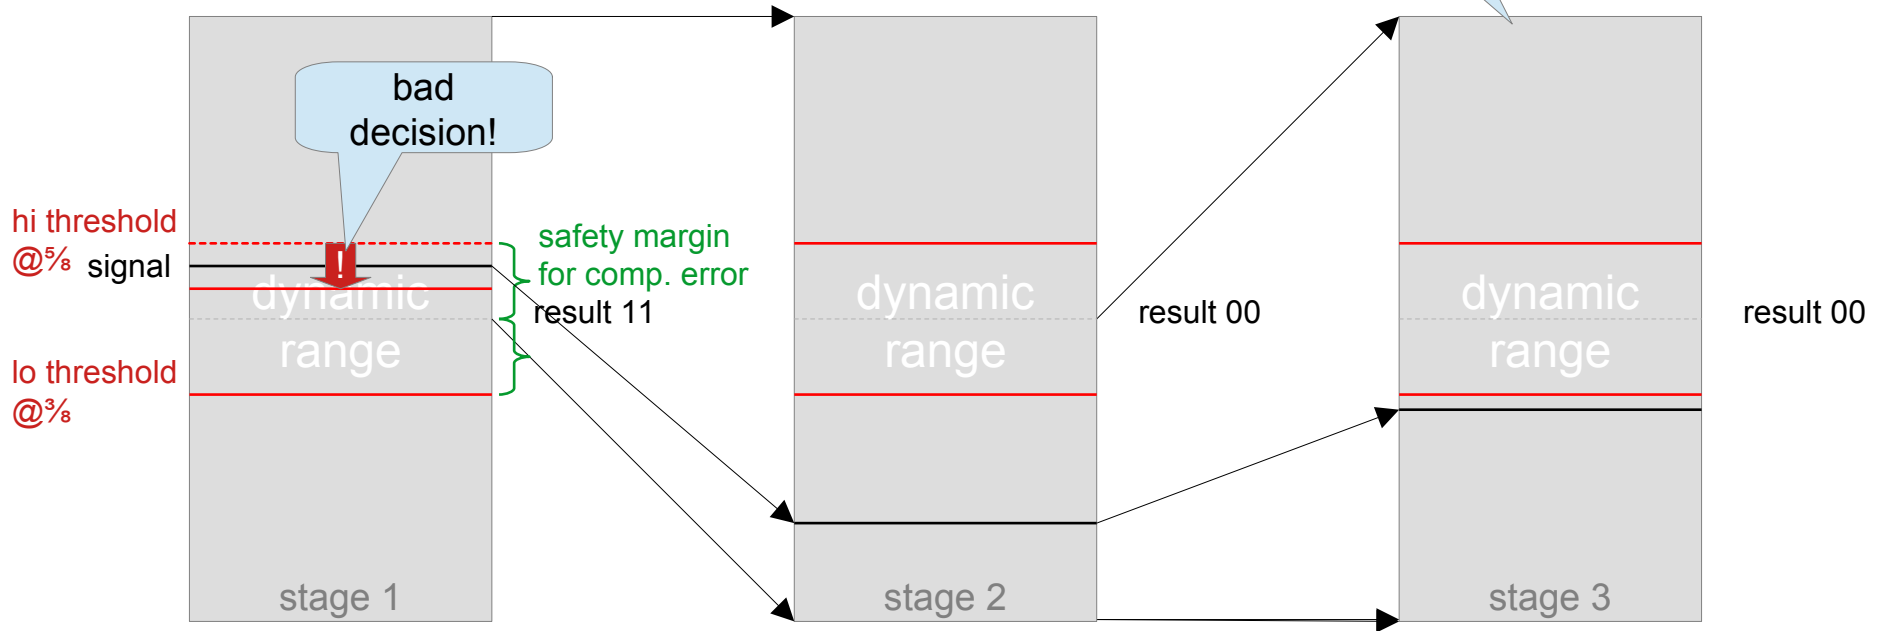 bad
decision!
hi threshold
@⅝
signal
safety margin
for comp. error
dynamic
range
result 11
lo threshold
@⅜
stage 1
dynamic
range
result 00
stage 2
dynamic
range
result 00
stage 3
!